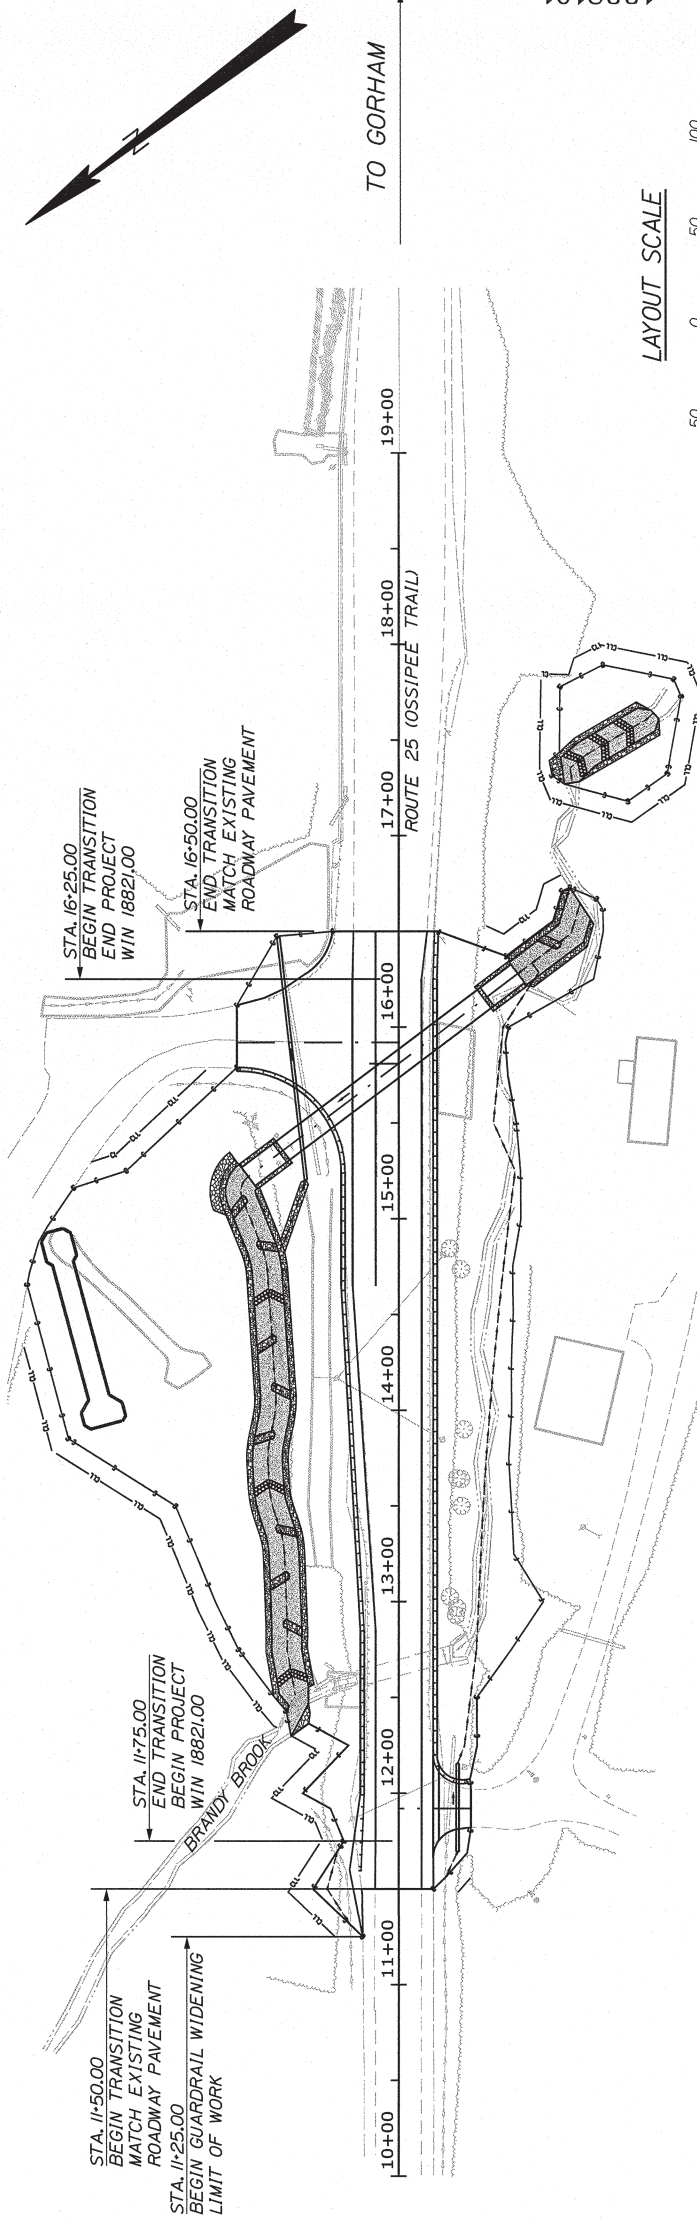 STA. 11+50.00
BEGIN TRANSITION
MATCH EXISTING
ROADWAY PAVEMENT
STA. 11+25.00
BEGIN GUARDRAIL WIDENING
LIMIT OF WORK
STA. 11+75.00
END TRANSITION
BEGIN PROJECT
WIN 18821.00
BRANDY BROOK
STA. 16+25.00
BEGIN TRANSITION
END PROJECT
WIN 18821.00
STA. 16+50.00
END TRANSITION
MATCH EXISTING
ROADWAY PAVEMENT
10+00
11+00
12+00
13+00
14+00
15+00
16+00
17+00
18+00
19+00
ROUTE 25 (OSSIPEE TRAIL)
TO GORHAM
N
LAYOUT SCALE
50 0 50 100